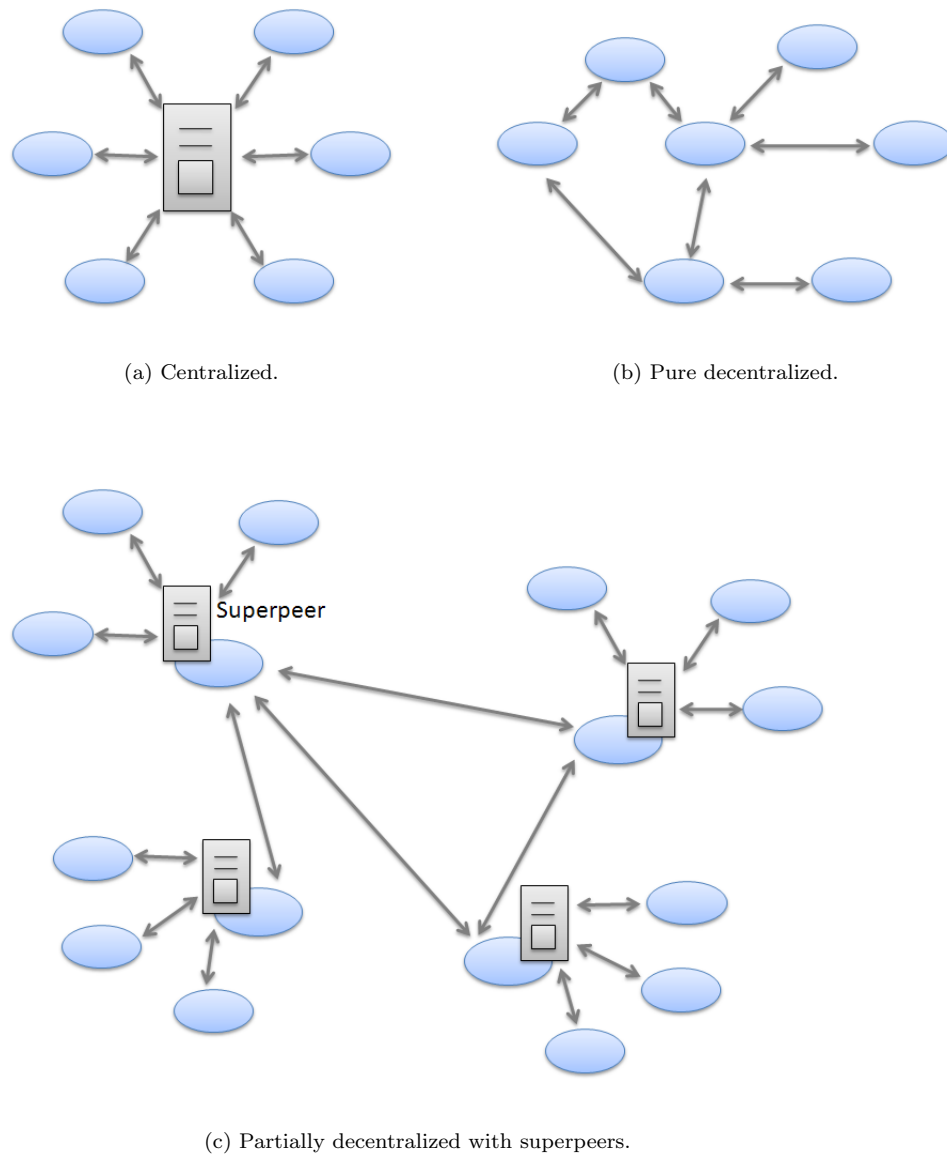 (a) Centralized.
(b) Pure decentralized.
Superpeer
(c) Partially decentralized with superpeers.